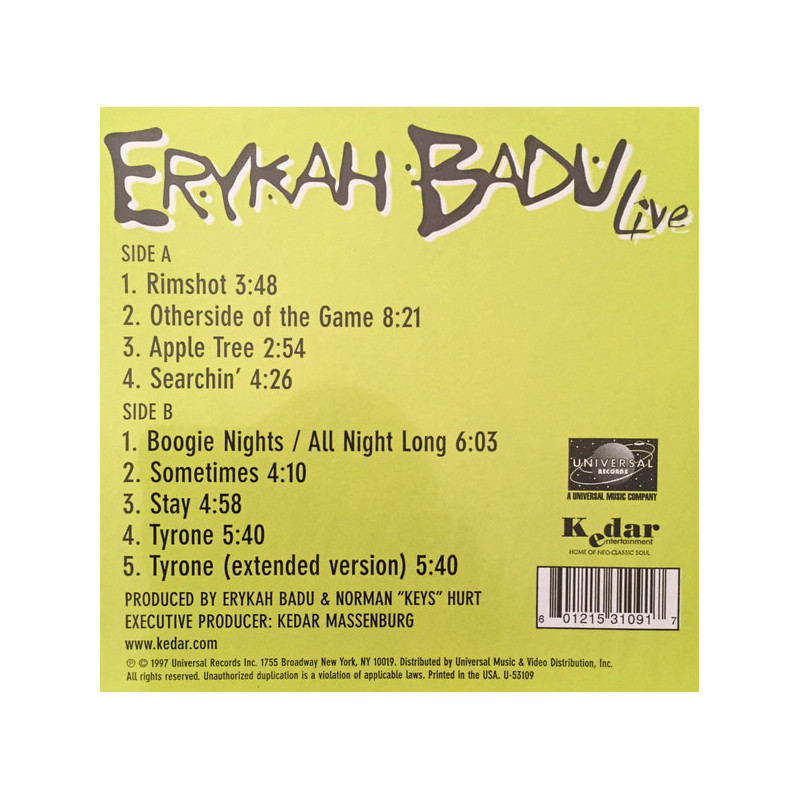 ERYKAH BADU Live
SIDE A
1. Rimshot 3:48
2. Otherside of the Game 8:21
3. Apple Tree 2:54
4. Searchin' 4:26
SIDE B
1. Boogie Nights / All Night Long 6:03
2. Sometimes 4:10
3. Stay 4:58
4. Tyrone 5:40
5. Tyrone (extended version) 5:40
PRODUCED BY ERYKAH BADU & NORMAN "KEYS" HURT
EXECUTIVE PRODUCER: KEDAR MASSENBURG
www.kedar.com
℗ © 1997 Universal Records Inc. 1755 Broadway New York, NY, 10019. Distributed by Universal Music & Video Distribution, Inc.
All rights reserved. Unauthorized duplication is a violation of applicable laws. Printed in the USA. U-53109
UNIVERSAL
RECORDS
A UNIVERSAL MUSIC COMPANY
Kedar
entertainment
HOME OF NEO-CLASSIC SOUL
6 01215 31091 7